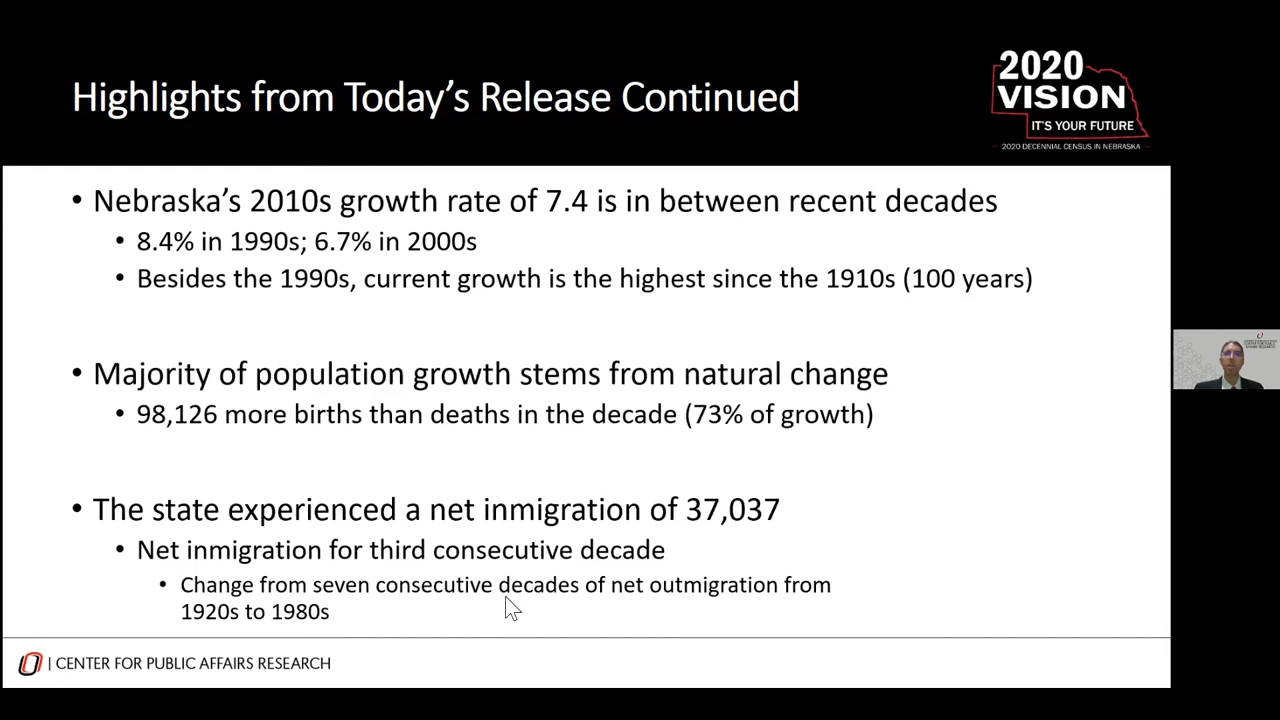 Highlights from Today's Release Continued
2020
VISION
IT'S YOUR FUTURE
2020 DECENNIAL CENSUS IN NEBRASKA
• Nebraska's 2010s growth rate of 7.4 is in between recent decades
• 8.4% in 1990s; 6.7% in 2000s
• Besides the 1990s, current growth is the highest since the 1910s (100 years)
• Majority of population growth stems from natural change
• 98,126 more births than deaths in the decade (73% of growth)
• The state experienced a net inmigration of 37,037
• Net inmigration for third consecutive decade
• Change from seven consecutive decades of net outmigration from
1920s to 1980s
O | CENTER FOR PUBLIC AFFAIRS RESEARCH